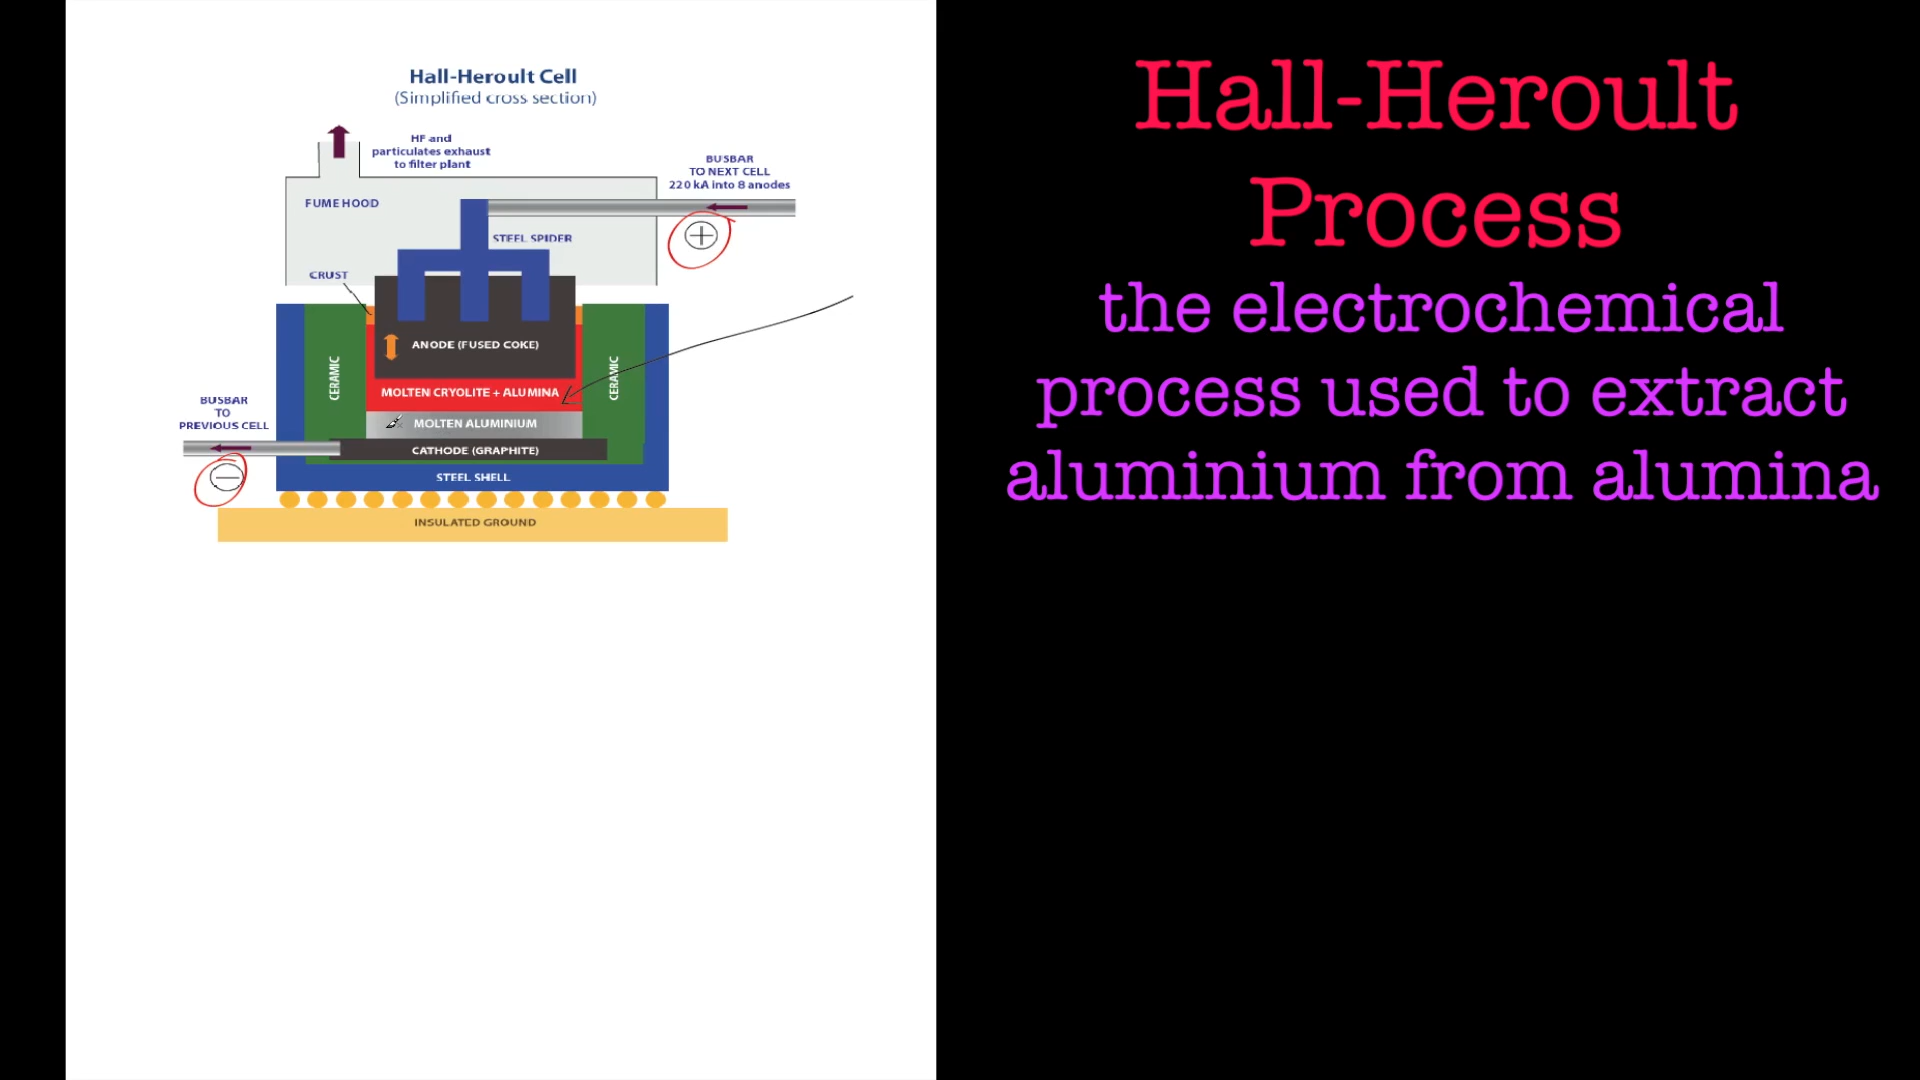 Hall-Heroult Cell
(Simplified cross section)
HF and
particulates exhaust
to filter plant
BUSBAR
TO NEXT CELL
220 kA into 8 anodes
FUME HOOD
STEEL SPIDER
CRUST
ANODE (FUSED COKE)
CERAMIC
CERAMIC
MOLTEN CRYOLITE + ALUMINA
BUSBAR
TO
PREVIOUS CELL
MOLTEN ALUMINIUM
CATHODE (GRAPHITE)
STEEL SHELL
INSULATED GROUND
Hall-Heroult
Process
the electrochemical
process used to extract
aluminium from alumina